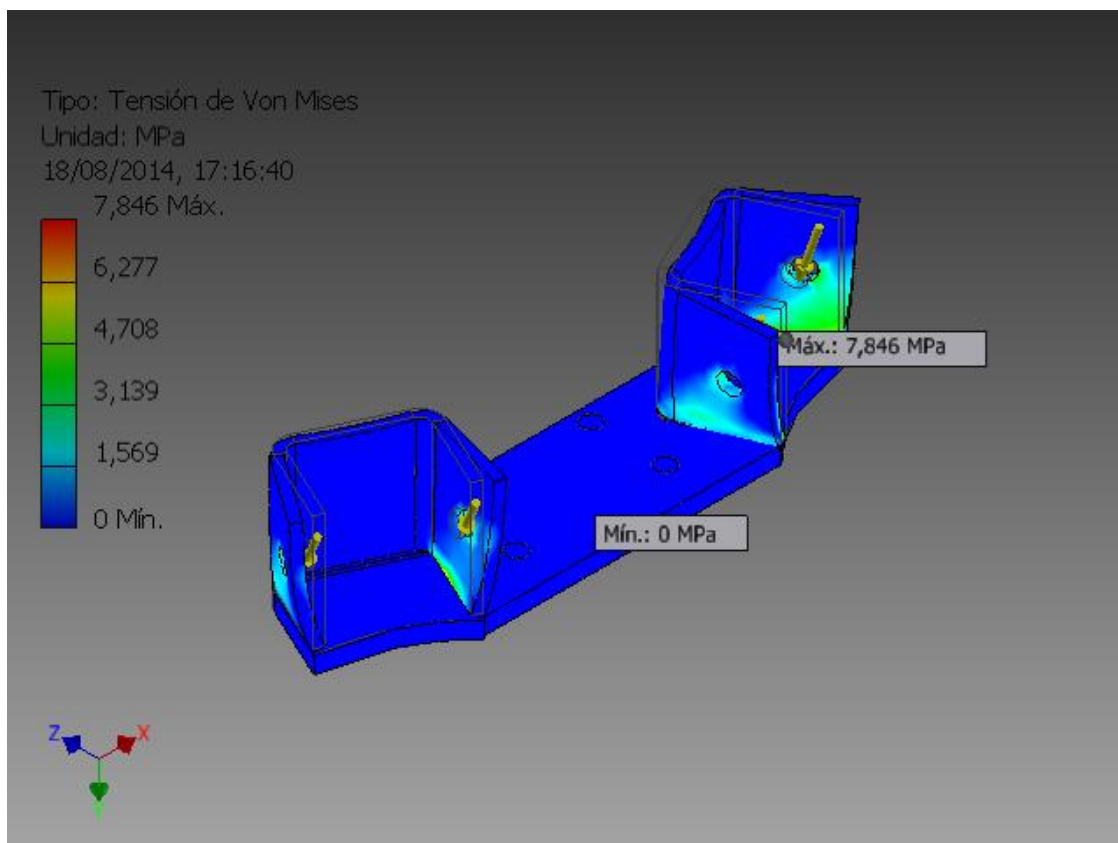 Tipo: Tensión de Von Mises
Unidad: MPa
18/08/2014, 17:16:40
7,846 Máx.
6,277
4,708
3,139
1,569
0 Mín.
Máx.: 7,846 MPa
Mín.: 0 MPa
Z
X